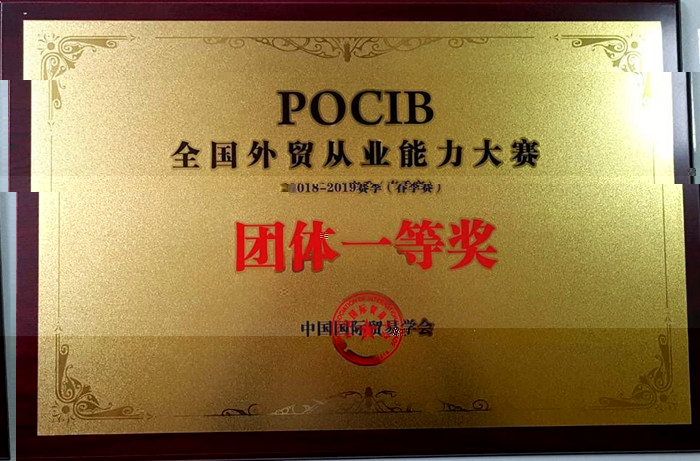 POCIB
全国外贸从业能力大赛
2018-2019赛季（春季赛）
团体一等奖
中国国际贸易学会